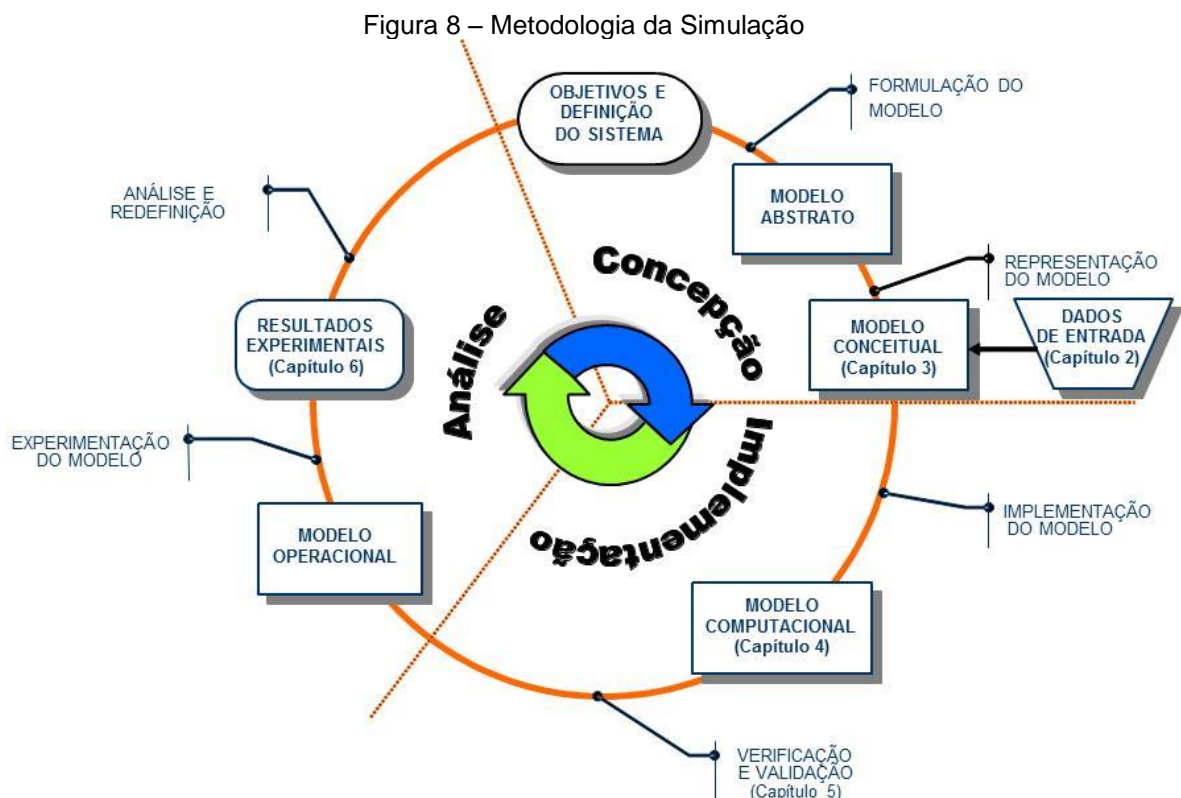 Figura 8 – Metodologia da Simulação
OBJETIVOS E
DEFINIÇÃO
DO SISTEMA
FORMULAÇÃO DO
MODELO
MODELO
ABSTRATO
REPRESENTAÇÃO
DO MODELO
MODELO
CONCEITUAL
(Capítulo 3)
DADOS
DE ENTRADA
(Capítulo 2)
IMPLEMENTAÇÃO
DO MODELO
MODELO
COMPUTACIONAL
(Capítulo 4)
VERIFICAÇÃO
E VALIDAÇÃO
(Capítulo 5)
MODELO
OPERACIONAL
EXPERIMENTAÇÃO
DO MODELO
RESULTADOS
EXPERIMENTAIS
(Capítulo 6)
ANÁLISE E
REDEFINIÇÃO
Concepção
Implementação
Análise